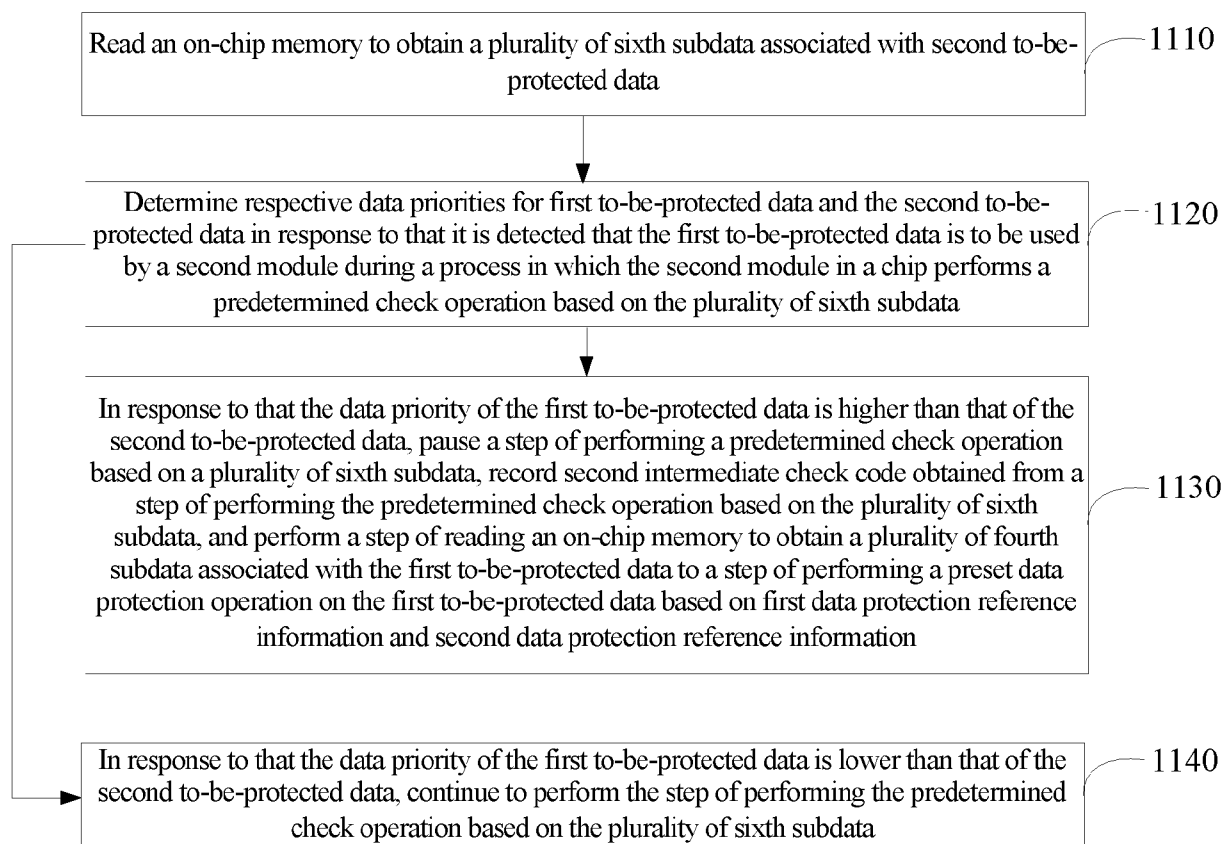 Read an on-chip memory to obtain a plurality of sixth subdata associated with second to-be-
protected data
1110
Determine respective data priorities for first to-be-protected data and the second to-be-
protected data in response to that it is detected that the first to-be-protected data is to be used
by a second module during a process in which the second module in a chip performs a
predetermined check operation based on the plurality of sixth subdata
1120
In response to that the data priority of the first to-be-protected data is higher than that of the
second to-be-protected data, pause a step of performing a predetermined check operation
based on a plurality of sixth subdata, record second intermediate check code obtained from a
step of performing the predetermined check operation based on the plurality of sixth
subdata, and perform a step of reading an on-chip memory to obtain a plurality of fourth
subdata associated with the first to-be-protected data to a step of performing a preset data
protection operation on the first to-be-protected data based on first data protection reference
information and second data protection reference information
1130
In response to that the data priority of the first to-be-protected data is lower than that of the
second to-be-protected data, continue to perform the step of performing the predetermined
check operation based on the plurality of sixth subdata
1140